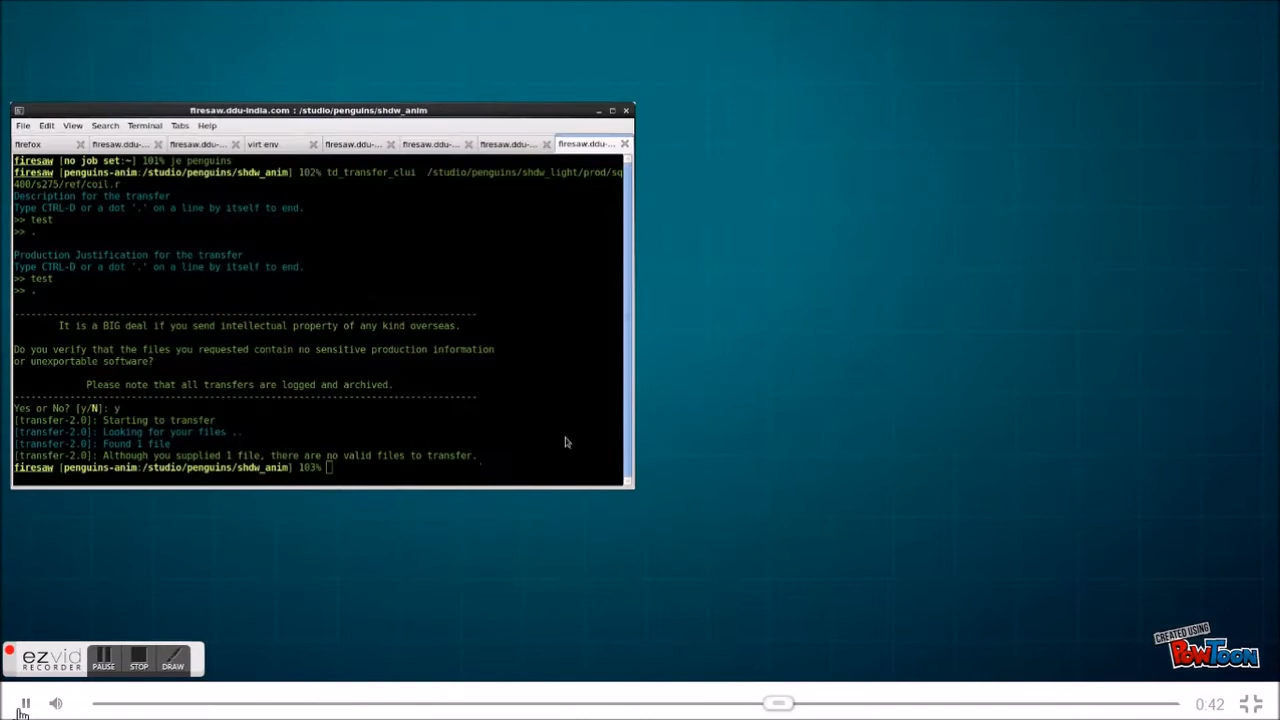 firesaw.ddu-india.com : /studio/penguins/shdw_anim
File Edit View Search Terminal Tabs Help
firefox firesaw.ddu-... firesaw.ddu-... virt env firesaw.ddu-... firesaw.ddu-... firesaw.ddu-... firesaw.ddu-...
firesaw [no job set:~] 101% je penguins
firesaw [penguins-anim:/studio/penguins/shdw_anim] 102% td_transfer_clui /studio/penguins/shdw_light/prod/sq
400/s275/ref/coil.r
Description for the transfer
Type CTRL-D or a dot '.' on a line by itself to end.
>> test
>> .
Production Justification for the transfer
Type CTRL-D or a dot '.' on a line by itself to end.
>> test
>> .
--------------------------------------------------------------------------------
It is a BIG deal if you send intellectual property of any kind overseas.
Do you verify that the files you requested contain no sensitive production information
or unexportable software?
Please note that all transfers are logged and archived.
--------------------------------------------------------------------------------
Yes or No? [y/N]: y
[transfer-2.0]: Starting to transfer
[transfer-2.0]: Looking for your files ..
[transfer-2.0]: Found 1 file
[transfer-2.0]: Although you supplied 1 file, there are no valid files to transfer.
firesaw [penguins-anim:/studio/penguins/shdw_anim] 103%
CREATED USING
POWTOON
ezvid
RECORDER
PAUSE STOP DRAW
0:42